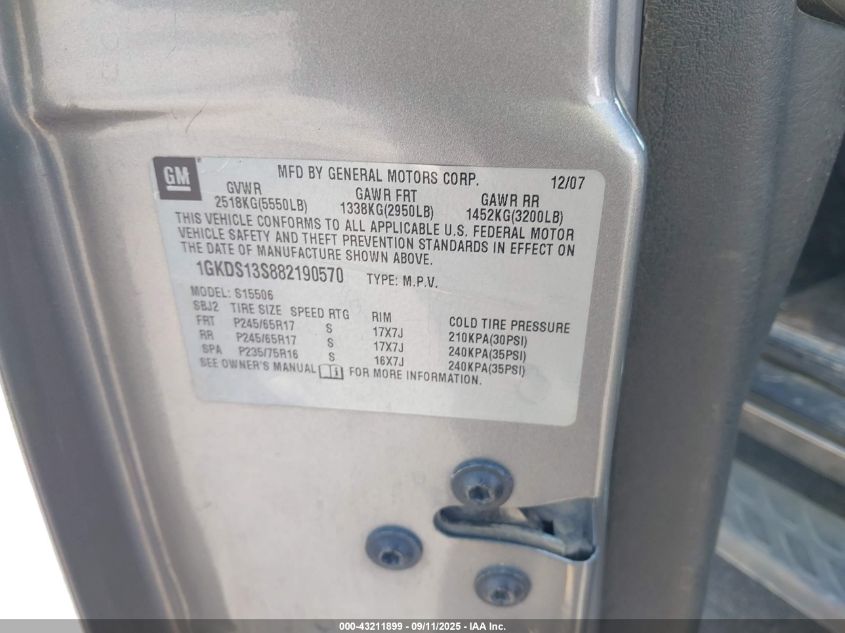 GM
MFD BY GENERAL MOTORS CORP. 12/07
GVWR GAWR FRT GAWR RR
2518KG(5550LB) 1338KG(2950LB) 1452KG(3200LB)
THIS VEHICLE CONFORMS TO ALL APPLICABLE U.S. FEDERAL MOTOR
VEHICLE SAFETY AND THEFT PREVENTION STANDARDS IN EFFECT ON
THE DATE OF MANUFACTURE SHOWN ABOVE.
1GKDS13S882190570 TYPE: M.P.V.
MODEL: S15506
SBJ2 TIRE SIZE SPEED RTG RIM COLD TIRE PRESSURE
FRT P245/65R17 S 17X7J 210KPA(30PSI)
RR P245/65R17 S 17X7J 240KPA(35PSI)
SPA P235/75R16 S 16X7J 240KPA(35PSI)
SEE OWNER'S MANUAL i FOR MORE INFORMATION.
000-43211899 - 09/11/2025 - IAA Inc.